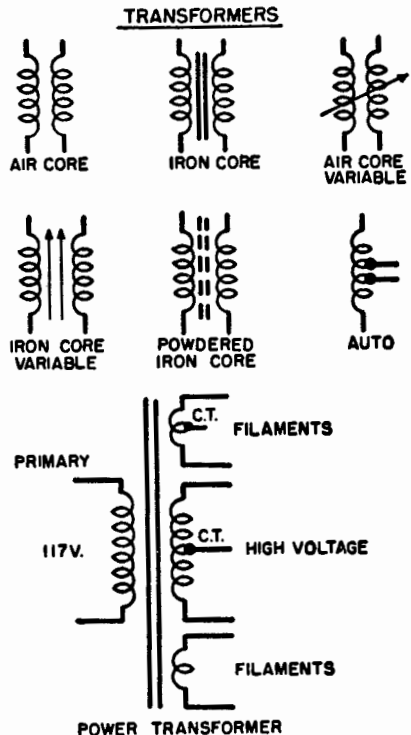 TRANSFORMERS
AIR CORE
IRON CORE
AIR CORE
VARIABLE
IRON CORE
VARIABLE
POWDERED
IRON CORE
AUTO
C.T.
FILAMENTS
PRIMARY
117V.
C.T.
HIGH VOLTAGE
FILAMENTS
POWER TRANSFORMER